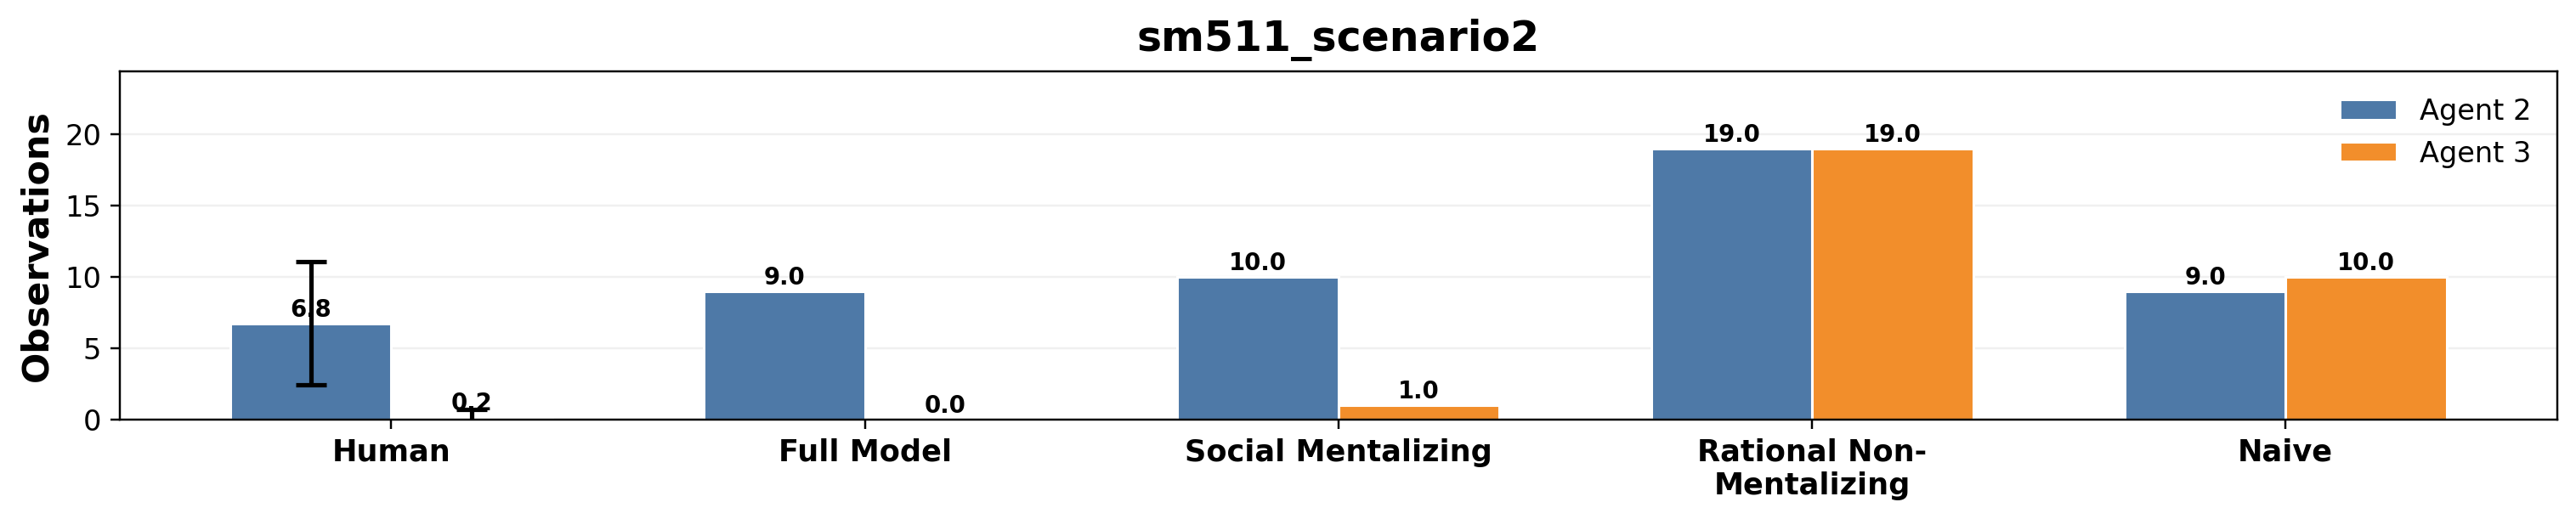 sm511_scenario2
Observations
20
15
10
5
0
Agent 2
Agent 3
6.8
0.2
9.0
0.0
10.0
1.0
19.0
19.0
9.0
10.0
Human
Full Model
Social Mentalizing
Rational Non-
Mentalizing
Naive